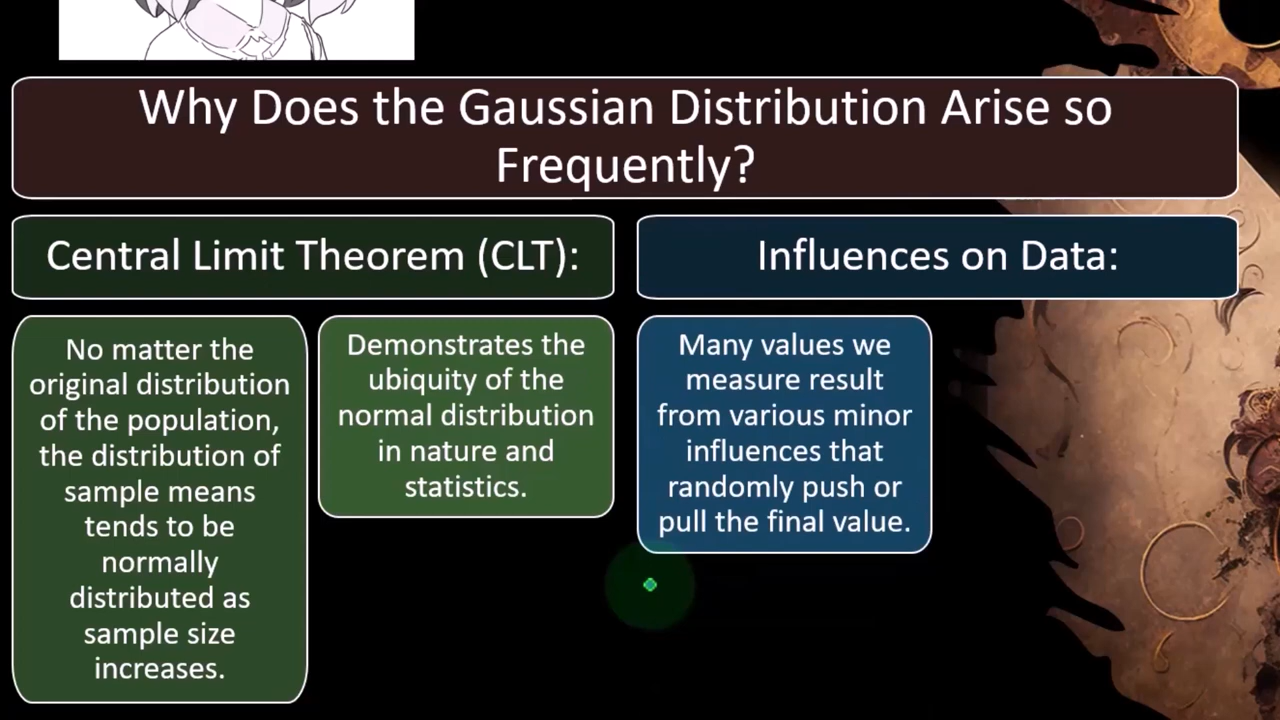 Why Does the Gaussian Distribution Arise so
Frequently?
Central Limit Theorem (CLT):
Influences on Data:
No matter the
original distribution
of the population,
the distribution of
sample means
tends to be
normally
distributed as
sample size
increases.
Demonstrates the
ubiquity of the
normal distribution
in nature and
statistics.
Many values we
measure result
from various minor
influences that
randomly push or
pull the final value.